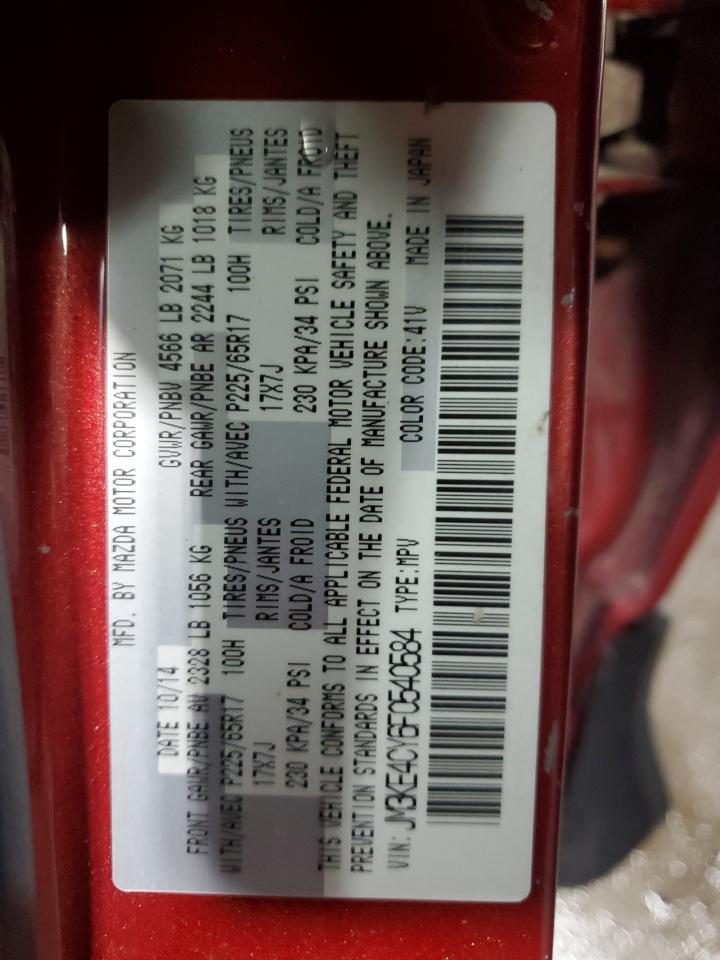 MFD. BY MAZDA MOTOR CORPORATION
DATE 10/14 GVWR/PNBV 4566 LB 2071 KG
FRONT GAWR/PNBE AV 2328 LB 1056 KG REAR GAWR/PNBE AR 2244 LB 1018 KG
WITH/AVEC P225/65R17 100H TIRES/PNEUS WITH/AVEC P225/65R17 100H TIRES/PNEUS
17X7J RIMS/JANTES 17X7J RIMS/JANTES
230 KPA/34 PSI COLD/A FROID 230 KPA/34 PSI COLD/A FROID
THIS VEHICLE CONFORMS TO ALL APPLICABLE FEDERAL MOTOR VEHICLE SAFETY AND THEFT
PREVENTION STANDARDS IN EFFECT ON THE DATE OF MANUFACTURE SHOWN ABOVE.
VIN: JM3KE4CY6F0540584 TYPE:MPV COLOR CODE:41V MADE IN JAPAN